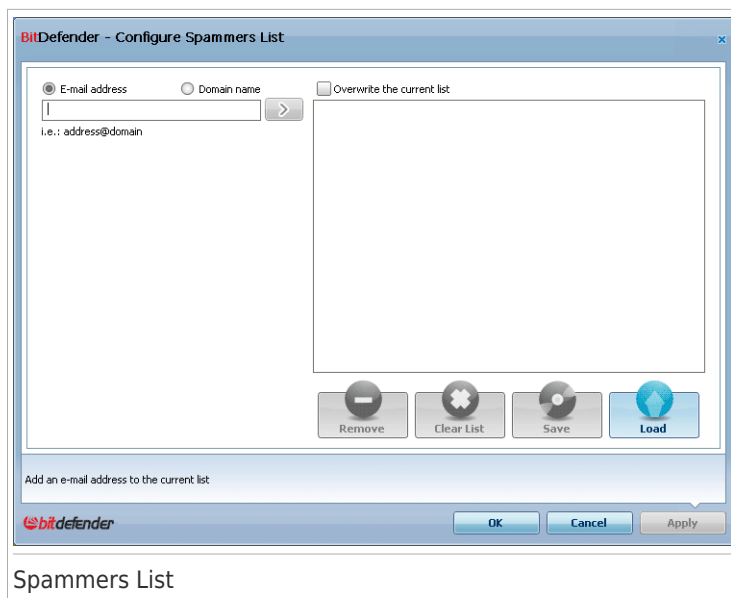 BitDefender - Configure Spammers List
x
E-mail address
Domain name
Overwrite the current list
>
i.e.: address@domain
Remove
Clear List
Save
Load
Add an e-mail address to the current list
bitdefender
OK
Cancel
Apply
Spammers List